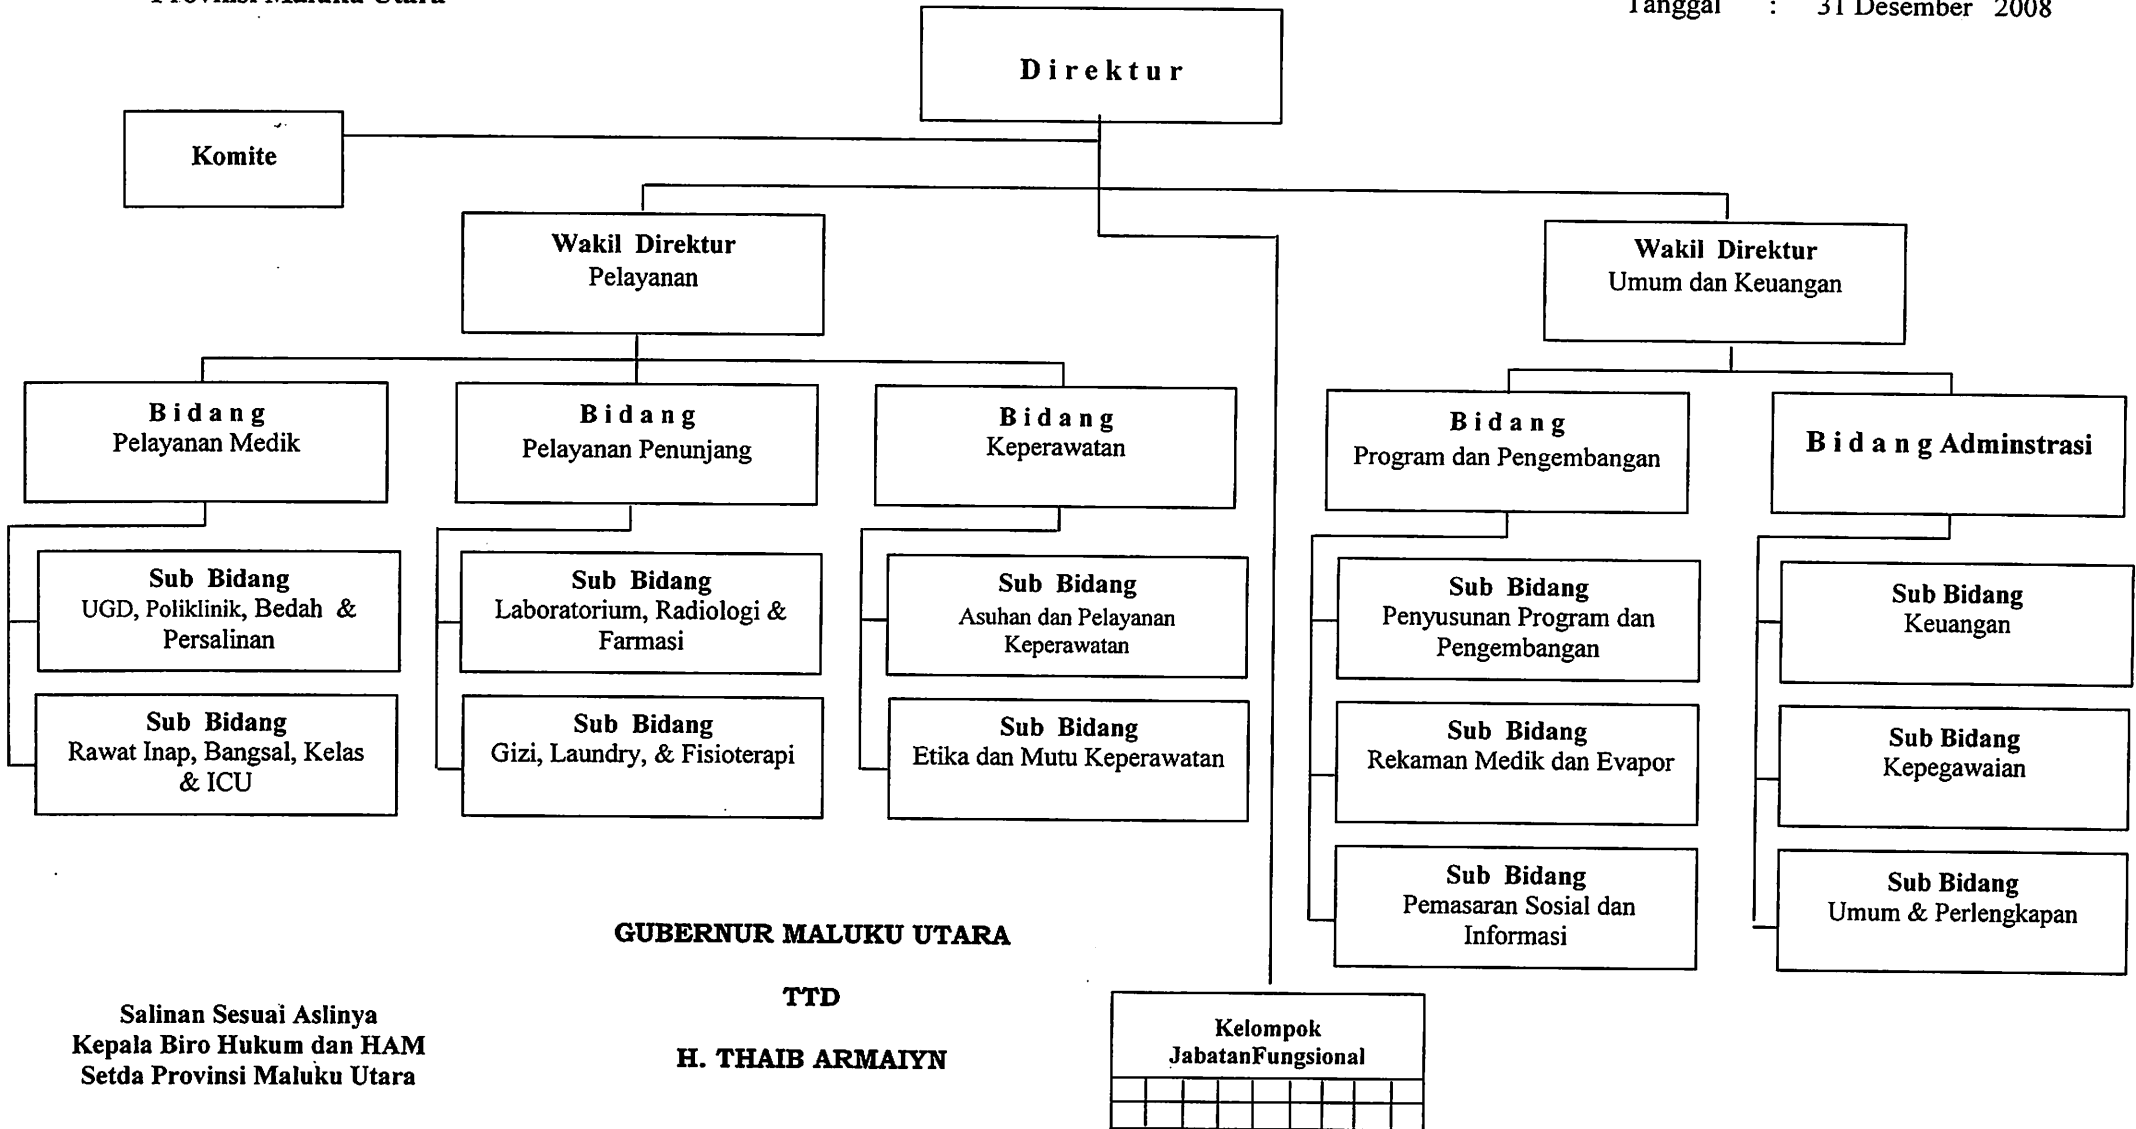 Provinsi Maluku Utara
Tanggal : 31 Desember 2008
Direktur
Komite
Wakil Direktur
Pelayanan
Wakil Direktur
Umum dan Keuangan
Bidang
Pelayanan Medik
Bidang
Pelayanan Penunjang
Bidang
Keperawatan
Bidang
Program dan Pengembangan
Bidang Adminstrasi
Sub Bidang
UGD, Poliklinik, Bedah &
Persalinan
Sub Bidang
Laboratorium, Radiologi &
Farmasi
Sub Bidang
Asuhan dan Pelayanan
Keperawatan
Sub Bidang
Penyusunan Program dan
Pengembangan
Sub Bidang
Keuangan
Sub Bidang
Rawat Inap, Bangsal, Kelas
& ICU
Sub Bidang
Gizi, Laundry, & Fisioterapi
Sub Bidang
Etika dan Mutu Keperawatan
Sub Bidang
Rekaman Medik dan Evapor
Sub Bidang
Kepegawaian
Sub Bidang
Pemasaran Sosial dan
Informasi
Sub Bidang
Umum & Perlengkapan
GUBERNUR MALUKU UTARA
TTD
H. THAIB ARMAIYN
Salinan Sesuai Aslinya
Kepala Biro Hukum dan HAM
Setda Provinsi Maluku Utara
Kelompok
JabatanFungsional